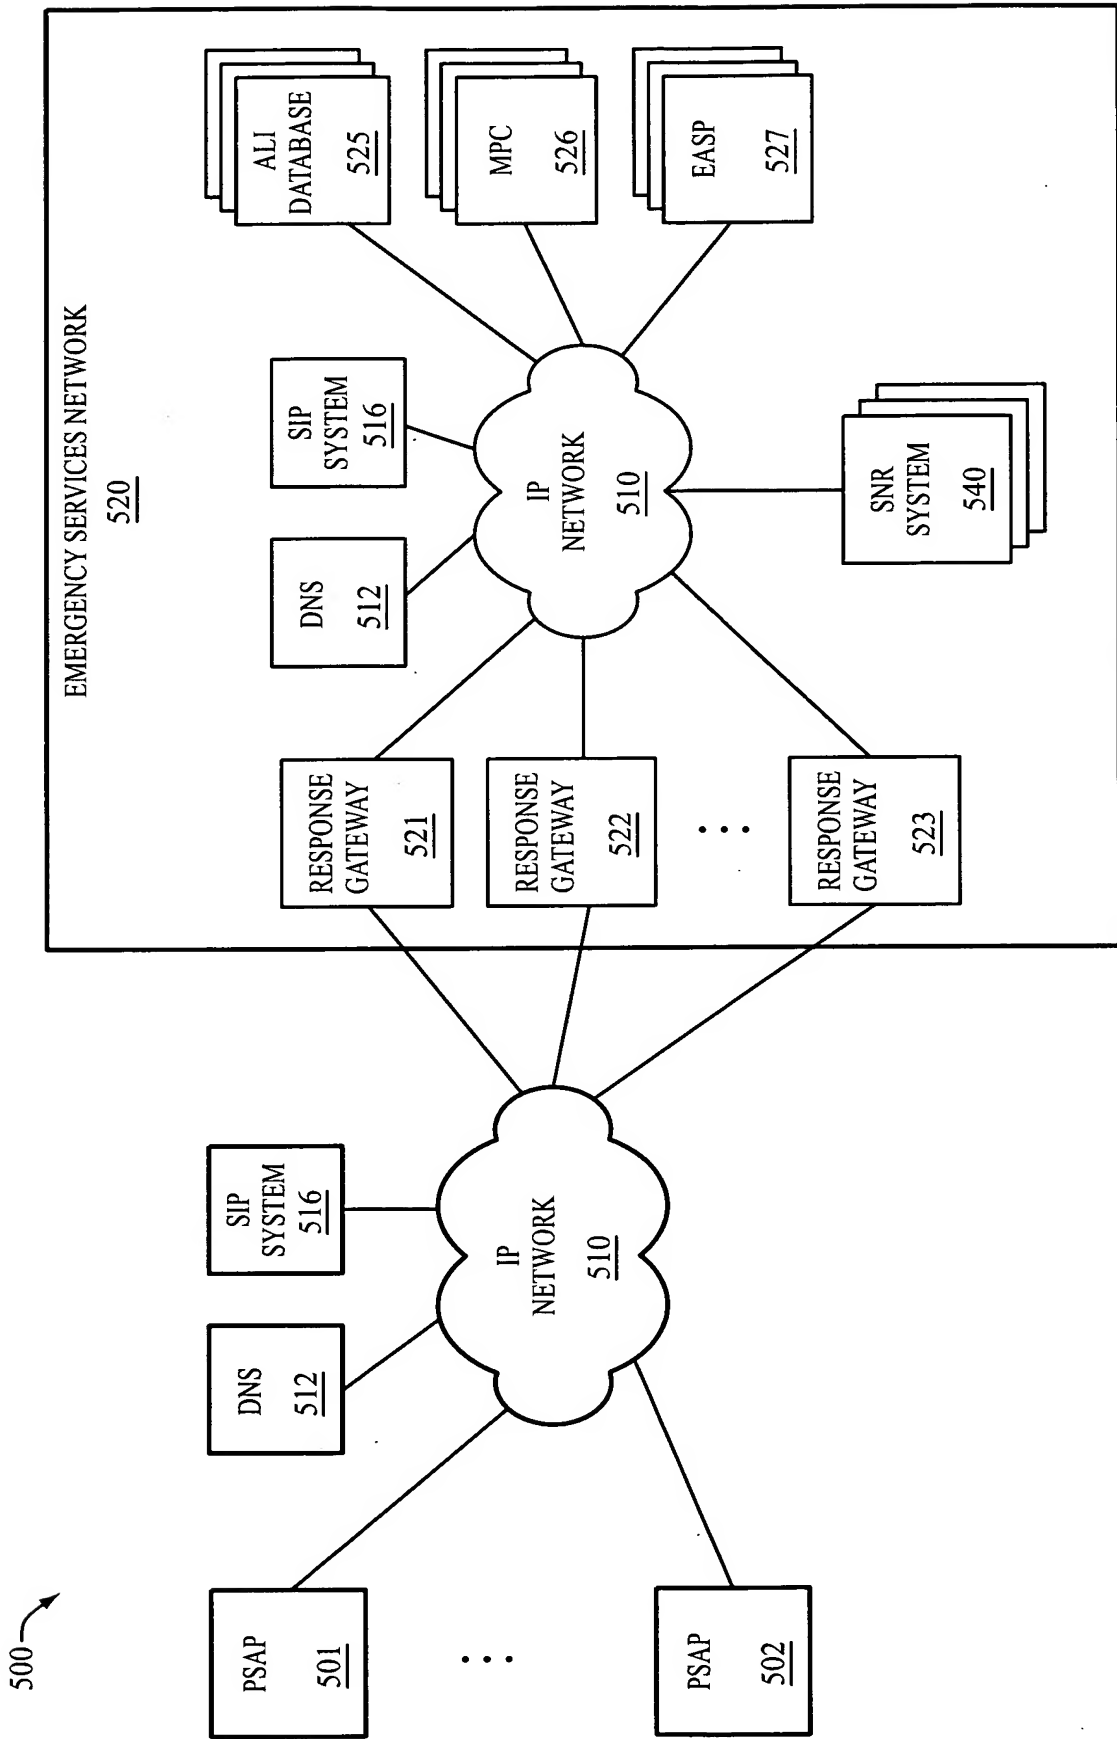 500
EMERGENCY SERVICES NETWORK
520
PSAP
501
PSAP
502
DNS
512
SIP
SYSTEM
516
IP
NETWORK
510
RESPONSE
GATEWAY
521
RESPONSE
GATEWAY
522
RESPONSE
GATEWAY
523
DNS
512
SIP
SYSTEM
516
IP
NETWORK
510
SNR
SYSTEM
540
ALI
DATABASE
525
MPC
526
EASP
527